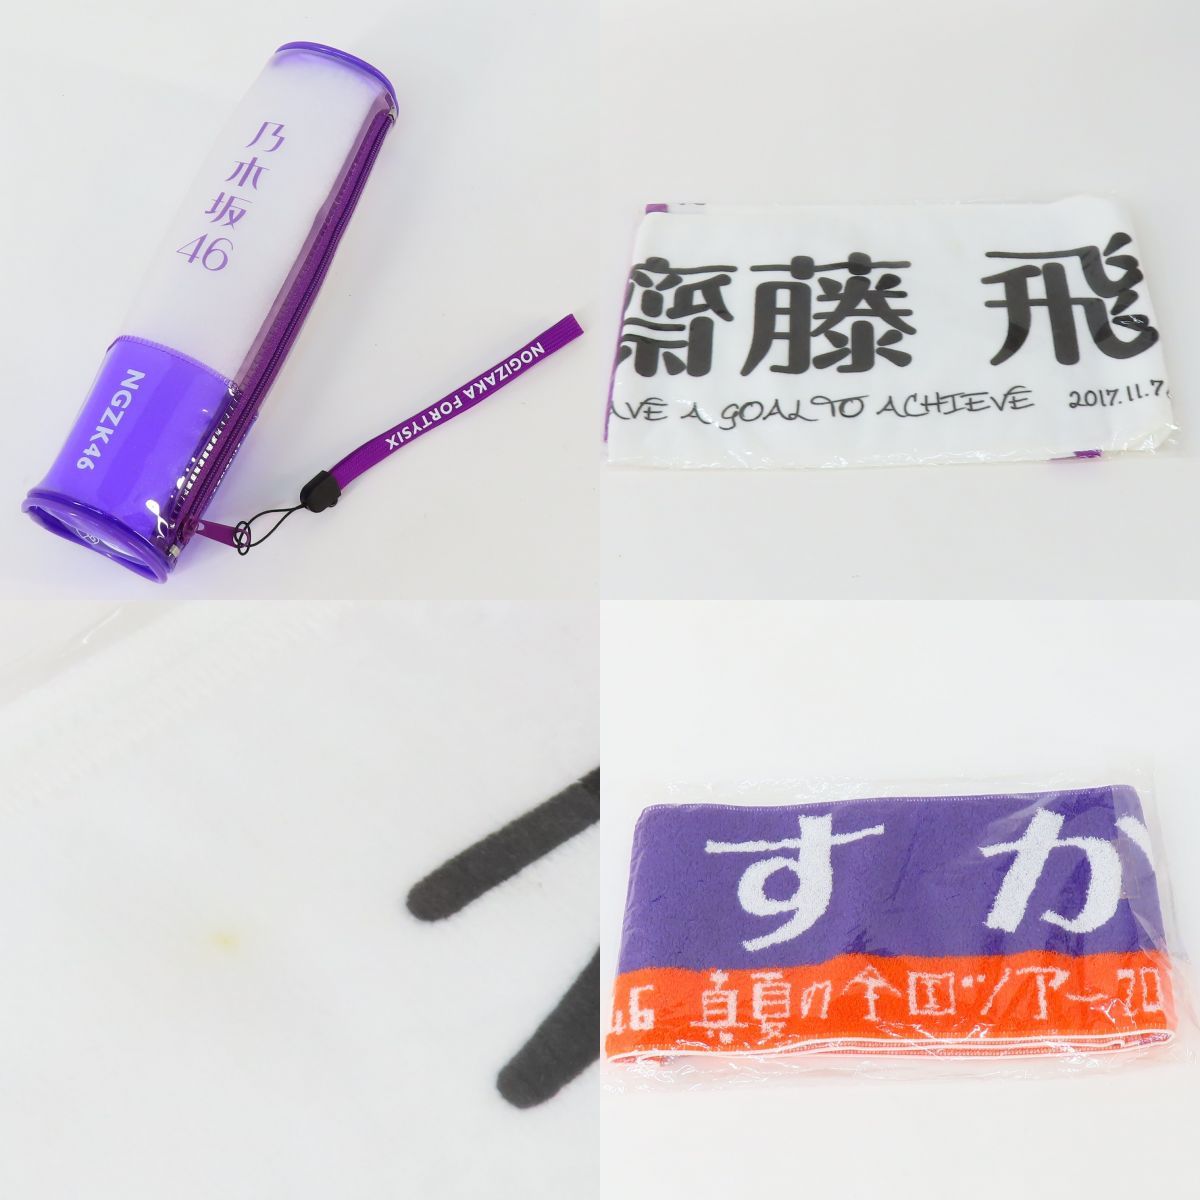 乃木坂46
NGZK46
NOGIZAKA FORTYSIX
齋藤 飛
AVE A GOAL TO ACHIEVE 2017.11.7
すか
46 真夏の全国ツアー20